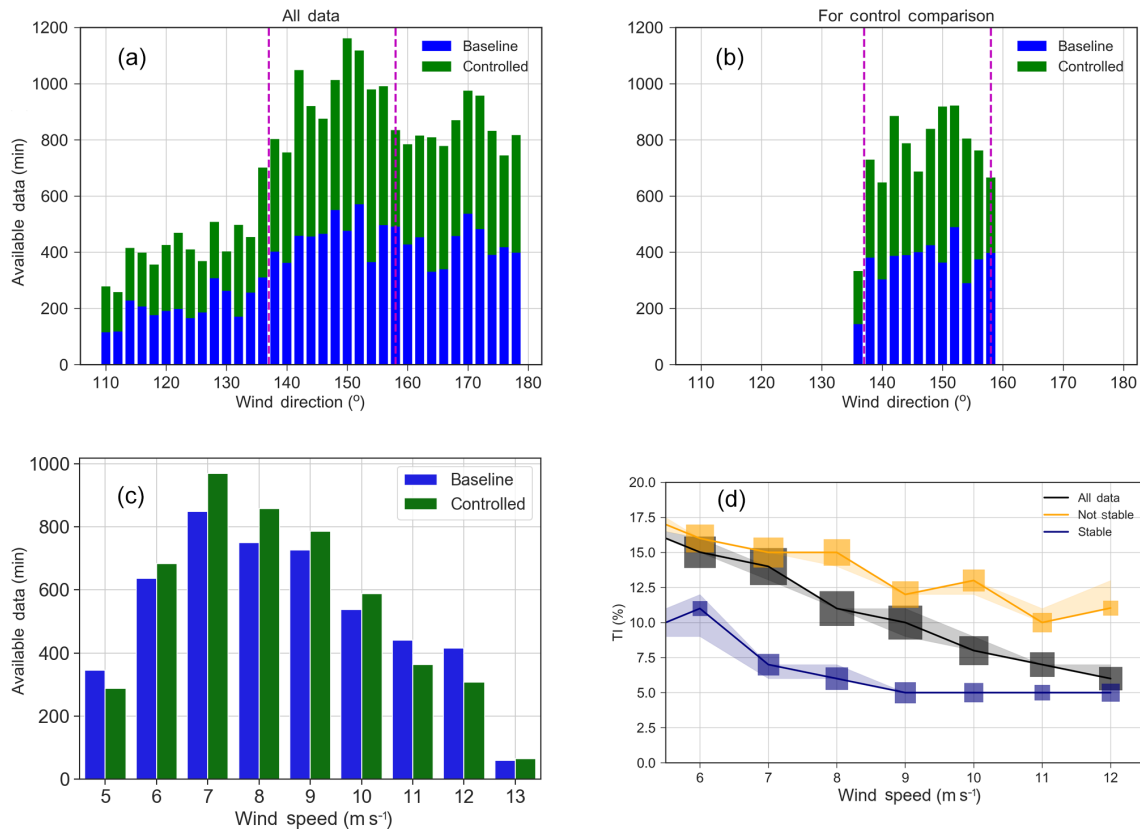 All data
(a)
Baseline
Controlled
Available data (min)
1200
1000
800
600
400
200
0
110 120 130 140 150 160 170 180
Wind direction (o)
For control comparison
(b)
Baseline
Controlled
1200
1000
800
600
400
200
0
110 120 130 140 150 160 170 180
Wind direction (o)
(c)
Baseline
Controlled
Available data (min)
1000
800
600
400
200
0
5 6 7 8 9 10 11 12 13
Wind speed (m s⁻¹)
(d)
All data
Not stable
Stable
TI (%)
20.0
17.5
15.0
12.5
10.0
7.5
5.0
2.5
0.0
6 7 8 9 10 11 12
Wind speed (m s⁻¹)